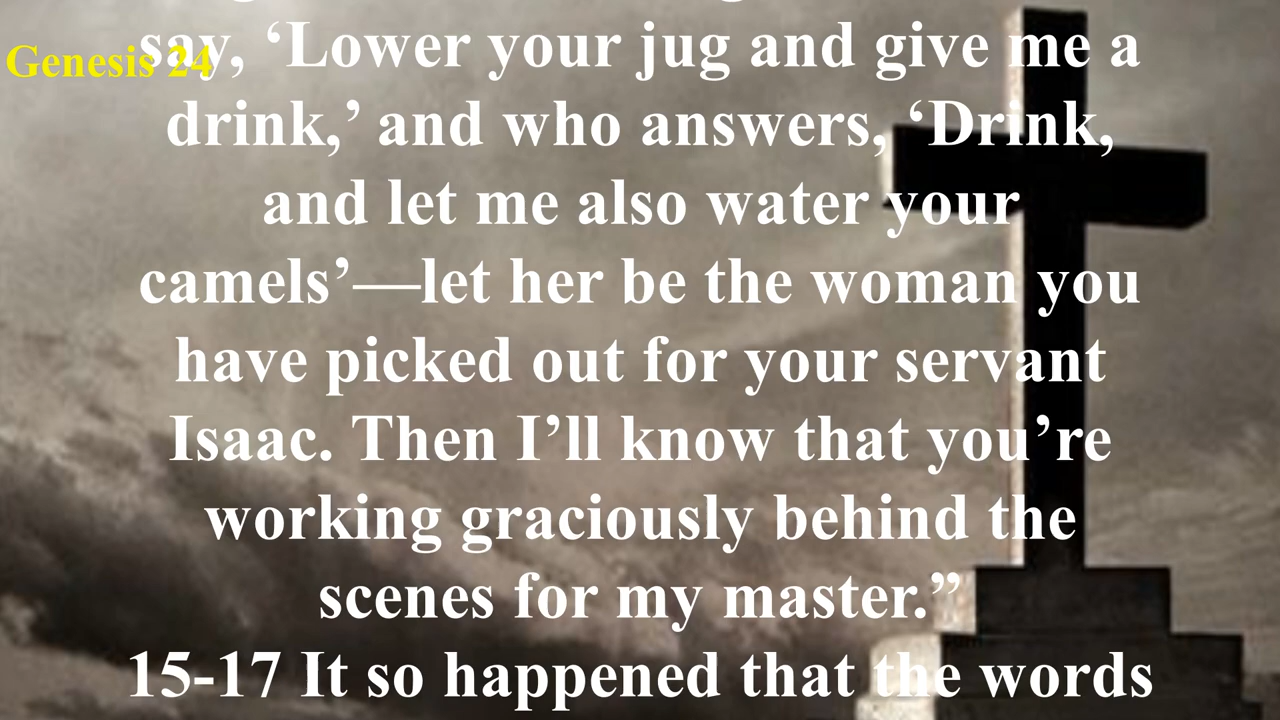 Genesis 24
say, ‘Lower your jug and give me a
drink,’ and who answers, ‘Drink,
and let me also water your
camels’—let her be the woman you
have picked out for your servant
Isaac. Then I’ll know that you’re
working graciously behind the
scenes for my master.”
15-17 It so happened that the words